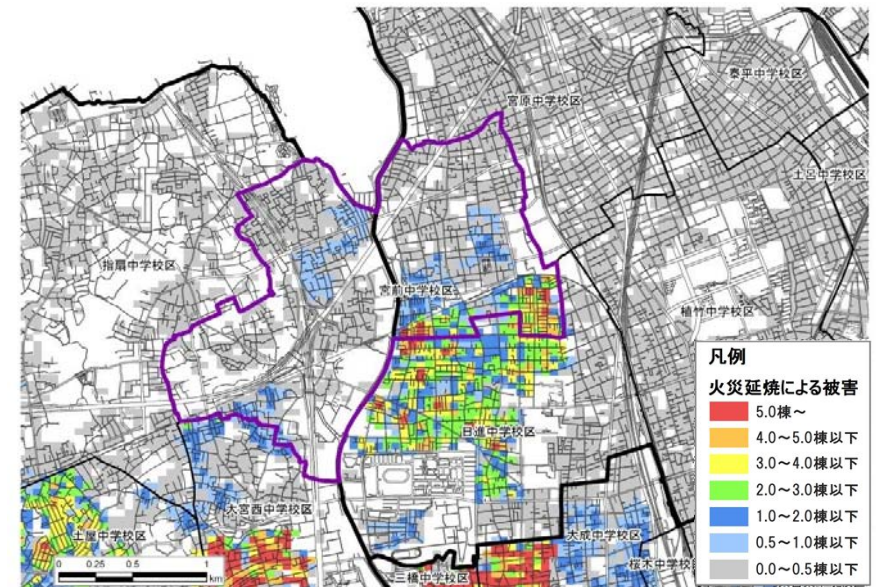 宮原中学校区
泰平中学校区
土呂中学校区
指扇中学校区
宮前中学校区
植竹中学校区
日進中学校区
大宮西中学校区
土屋中学校区
大成中学校区
三橋中学校区
桜木中学校
凡例
火災延焼による被害
5.0棟~
4.0~5.0棟以下
3.0~4.0棟以下
2.0~3.0棟以下
1.0~2.0棟以下
0.5~1.0棟以下
0.0~0.5棟以下
0 0.25 0.5 1
km